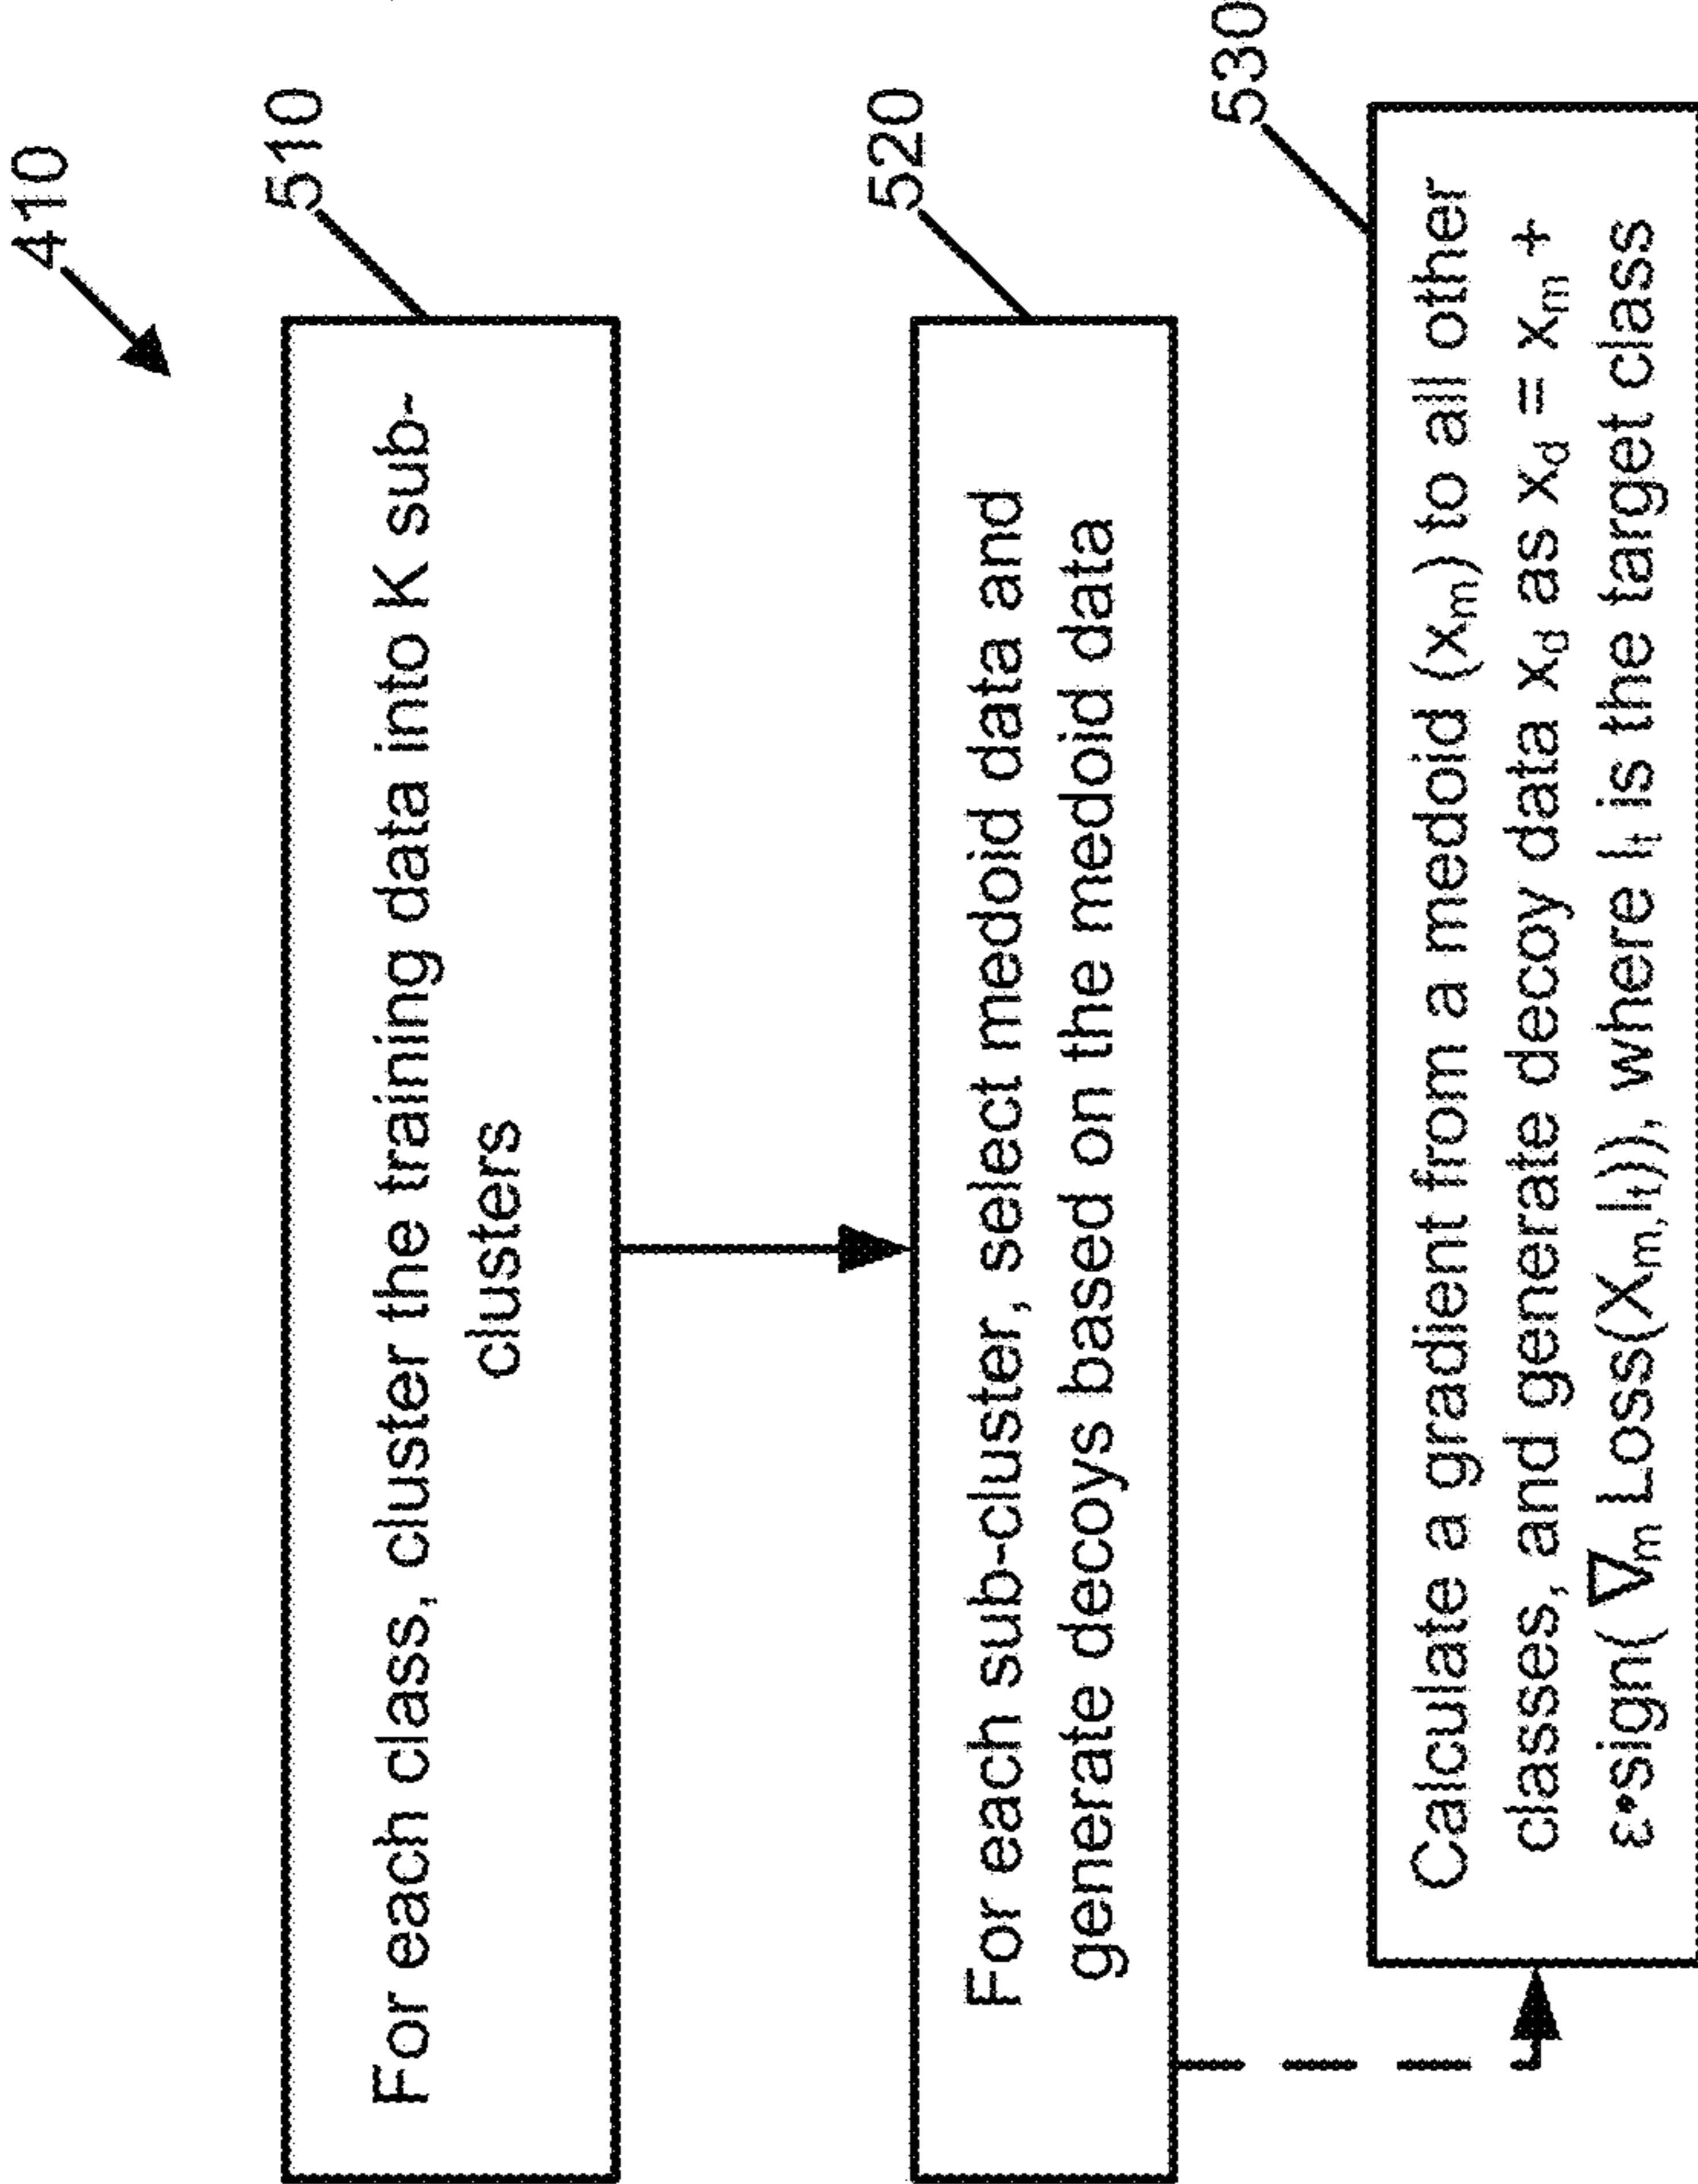 410
510
For each class, cluster the training data into K sub-
clusters
520
For each sub-cluster, select medoid data and
generate decoys based on the medoid data
530
Calculate a gradient from a medoid (xₘ) to all other
classes, and generate decoy data x_d as x_d = xₘ +
ε•sign( ∇ₘ Loss(Xₘ,lₜ)), where lₜ is the target class